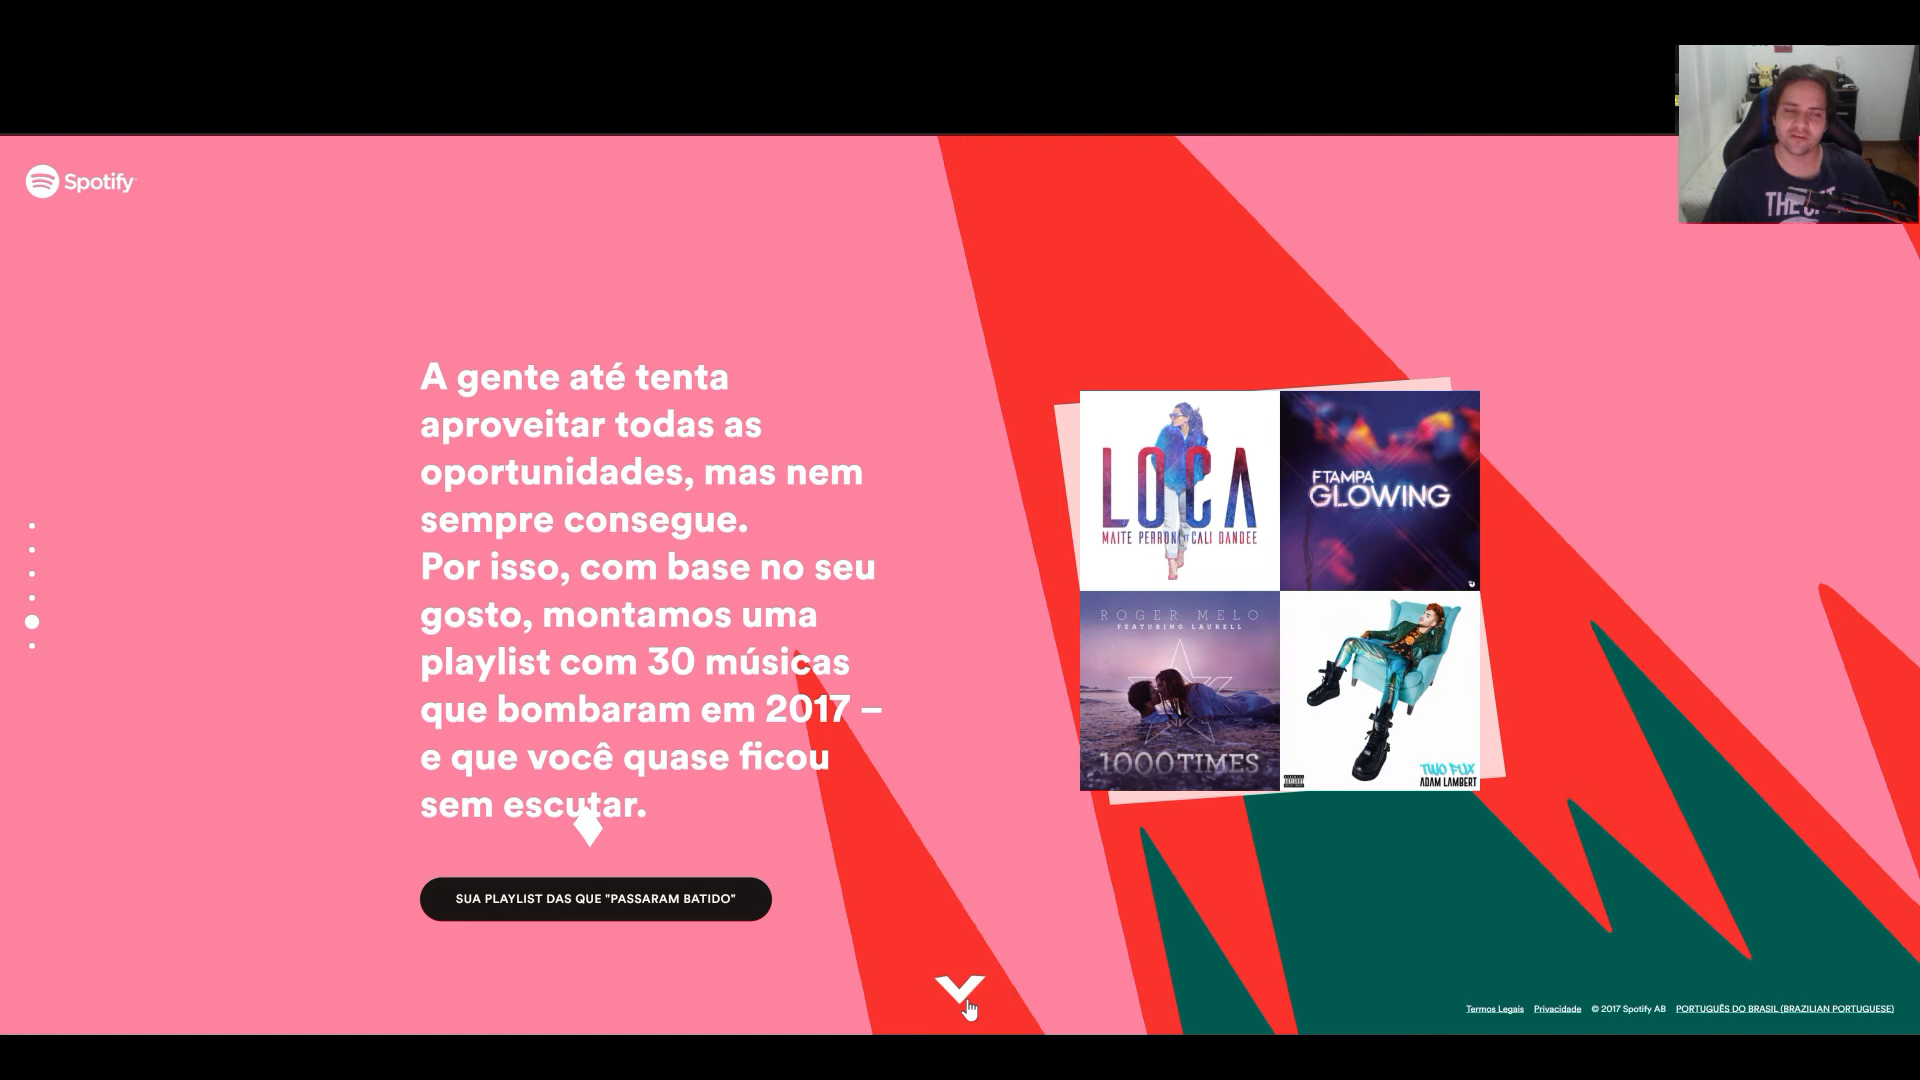 Spotify
A gente até tenta
aproveitar todas as
oportunidades, mas nem
sempre consegue.
Por isso, com base no seu
gosto, montamos uma
playlist com 30 músicas
que bombaram em 2017 –
e que você quase ficou
sem escutar.
SUA PLAYLIST DAS QUE "PASSARAM BATIDO"
LOCA
MAITE PERRONI FT CALI DANDEE
FTAMPA
GLOWING
ROGER MELO
FEATURING LAURELL
1000TIMES
TWO FUX
ADAM LAMBERT
Termos Legais Privacidade © 2017 Spotify AB PORTUGUÊS DO BRASIL (BRAZILIAN PORTUGUESE)
THE